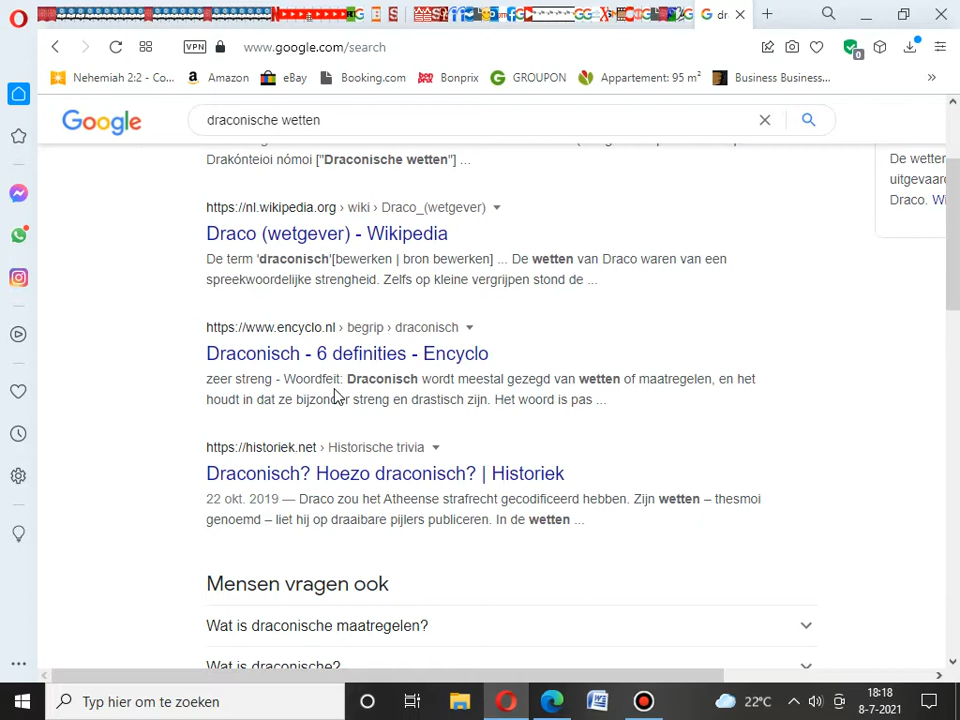 dr
VPN
www.google.com/search
0
Nehemiah 2:2 - Co...
Amazon
eBay
Booking.com
Bonprix
GROUPON
Appartement: 95 m²
Business Business...
»
Google
draconische wetten
Drakónteioi nómoi ["Draconische wetten"] ...
De wetten
uitgevaar
Draco. Wi
https://nl.wikipedia.org › wiki › Draco_(wetgever)
Draco (wetgever) - Wikipedia
De term 'draconisch'[bewerken | bron bewerken] ... De wetten van Draco waren van een
spreekwoordelijke strengheid. Zelfs op kleine vergrijpen stond de ...
https://www.encyclo.nl › begrip › draconisch
Draconisch - 6 definities - Encyclo
zeer streng - Woordfeit: Draconisch wordt meestal gezegd van wetten of maatregelen, en het
houdt in dat ze bijzonder streng en drastisch zijn. Het woord is pas ...
https://historiek.net › Historische trivia
Draconisch? Hoezo draconisch? | Historiek
22 okt. 2019 — Draco zou het Atheense strafrecht gecodificeerd hebben. Zijn wetten – thesmoi
genoemd – liet hij op draaibare pijlers publiceren. In de wetten ...
Mensen vragen ook
Wat is draconische maatregelen?
Wat is draconische?
Typ hier om te zoeken
22°C
18:18
8-7-2021